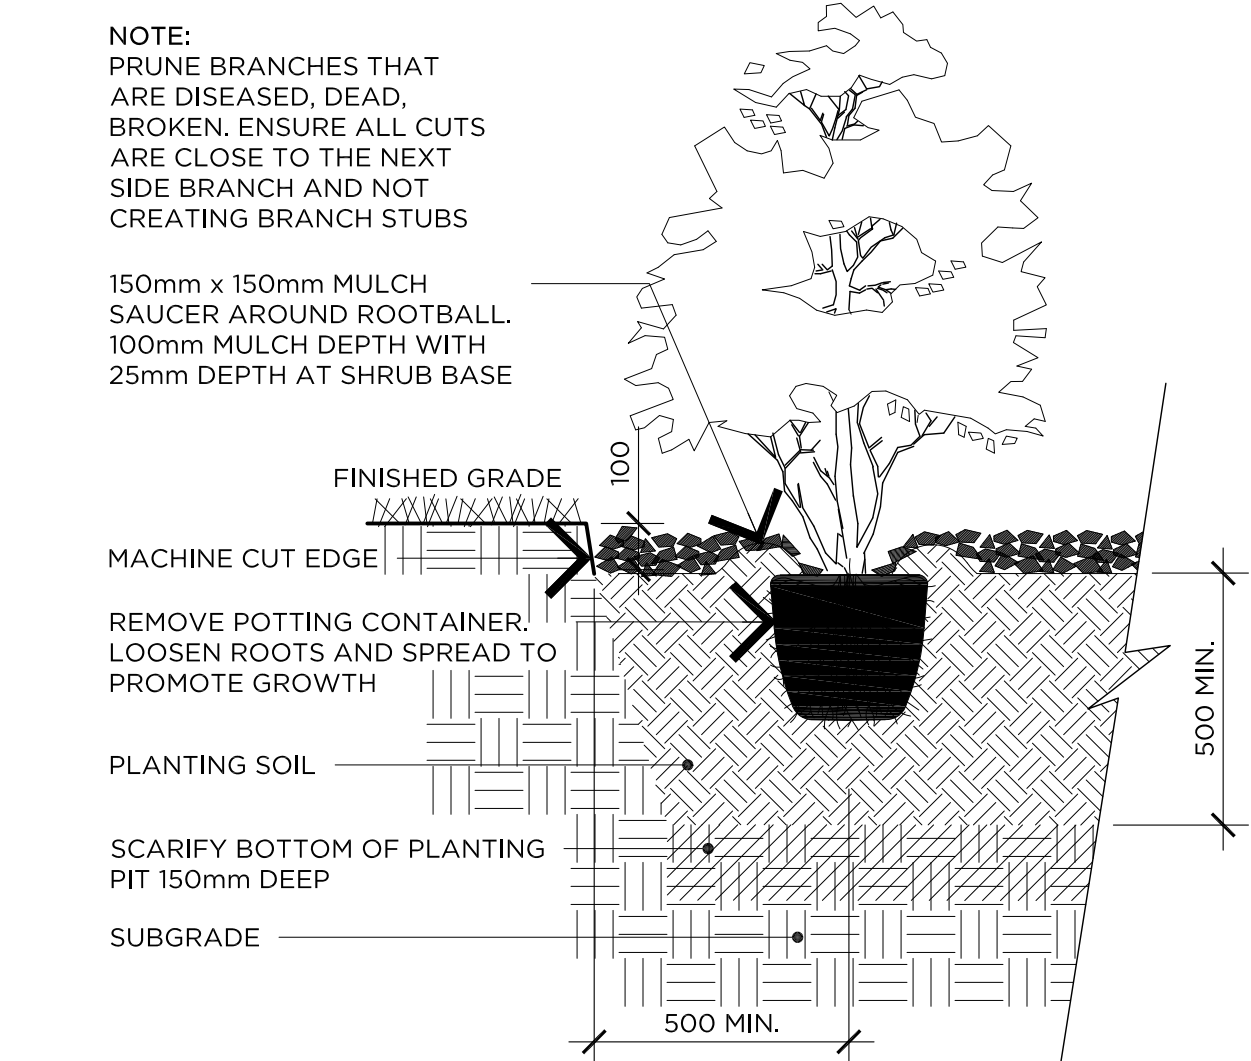 NOTE:
PRUNE BRANCHES THAT
ARE DISEASED, DEAD,
BROKEN. ENSURE ALL CUTS
ARE CLOSE TO THE NEXT
SIDE BRANCH AND NOT
CREATING BRANCH STUBS
150mm x 150mm MULCH
SAUCER AROUND ROOTBALL.
100mm MULCH DEPTH WITH
25mm DEPTH AT SHRUB BASE
100
FINISHED GRADE
MACHINE CUT EDGE
REMOVE POTTING CONTAINER.
LOOSEN ROOTS AND SPREAD TO
PROMOTE GROWTH
500 MIN.
PLANTING SOIL
SCARIFY BOTTOM OF PLANTING
PIT 150mm DEEP
SUBGRADE
500 MIN.